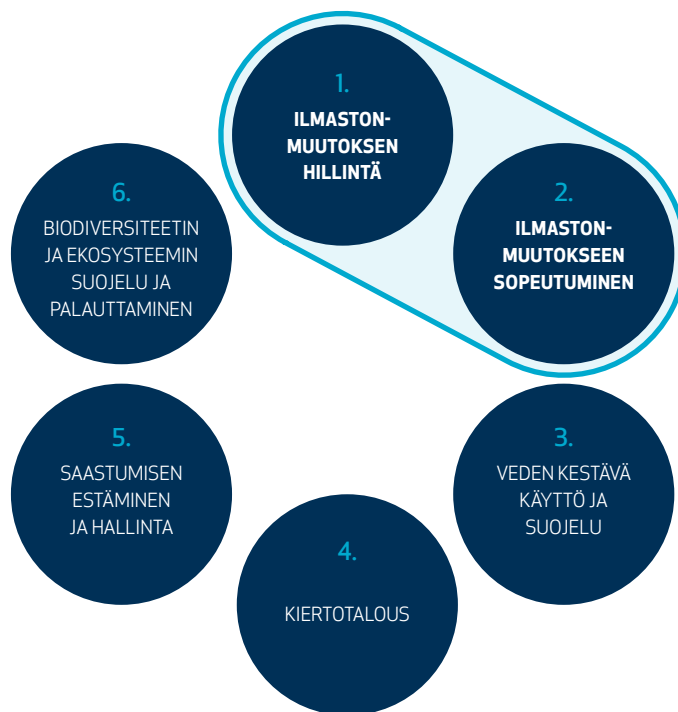 1.
ILMASTON-
MUUTOKSEN
HILLINTÄ
2.
ILMASTON-
MUUTOKSEEN
SOPEUTUMINEN
3.
VEDEN KESTÄVÄ
KÄYTTÖ JA
SUOJELU
4.
KIERTOTALOUS
5.
SAASTUMISEN
ESTÄMINEN
JA HALLINTA
6.
BIODIVERSITEETIN
JA EKOSYSTEEMIN
SUOJELU JA
PALAUTTAMINEN